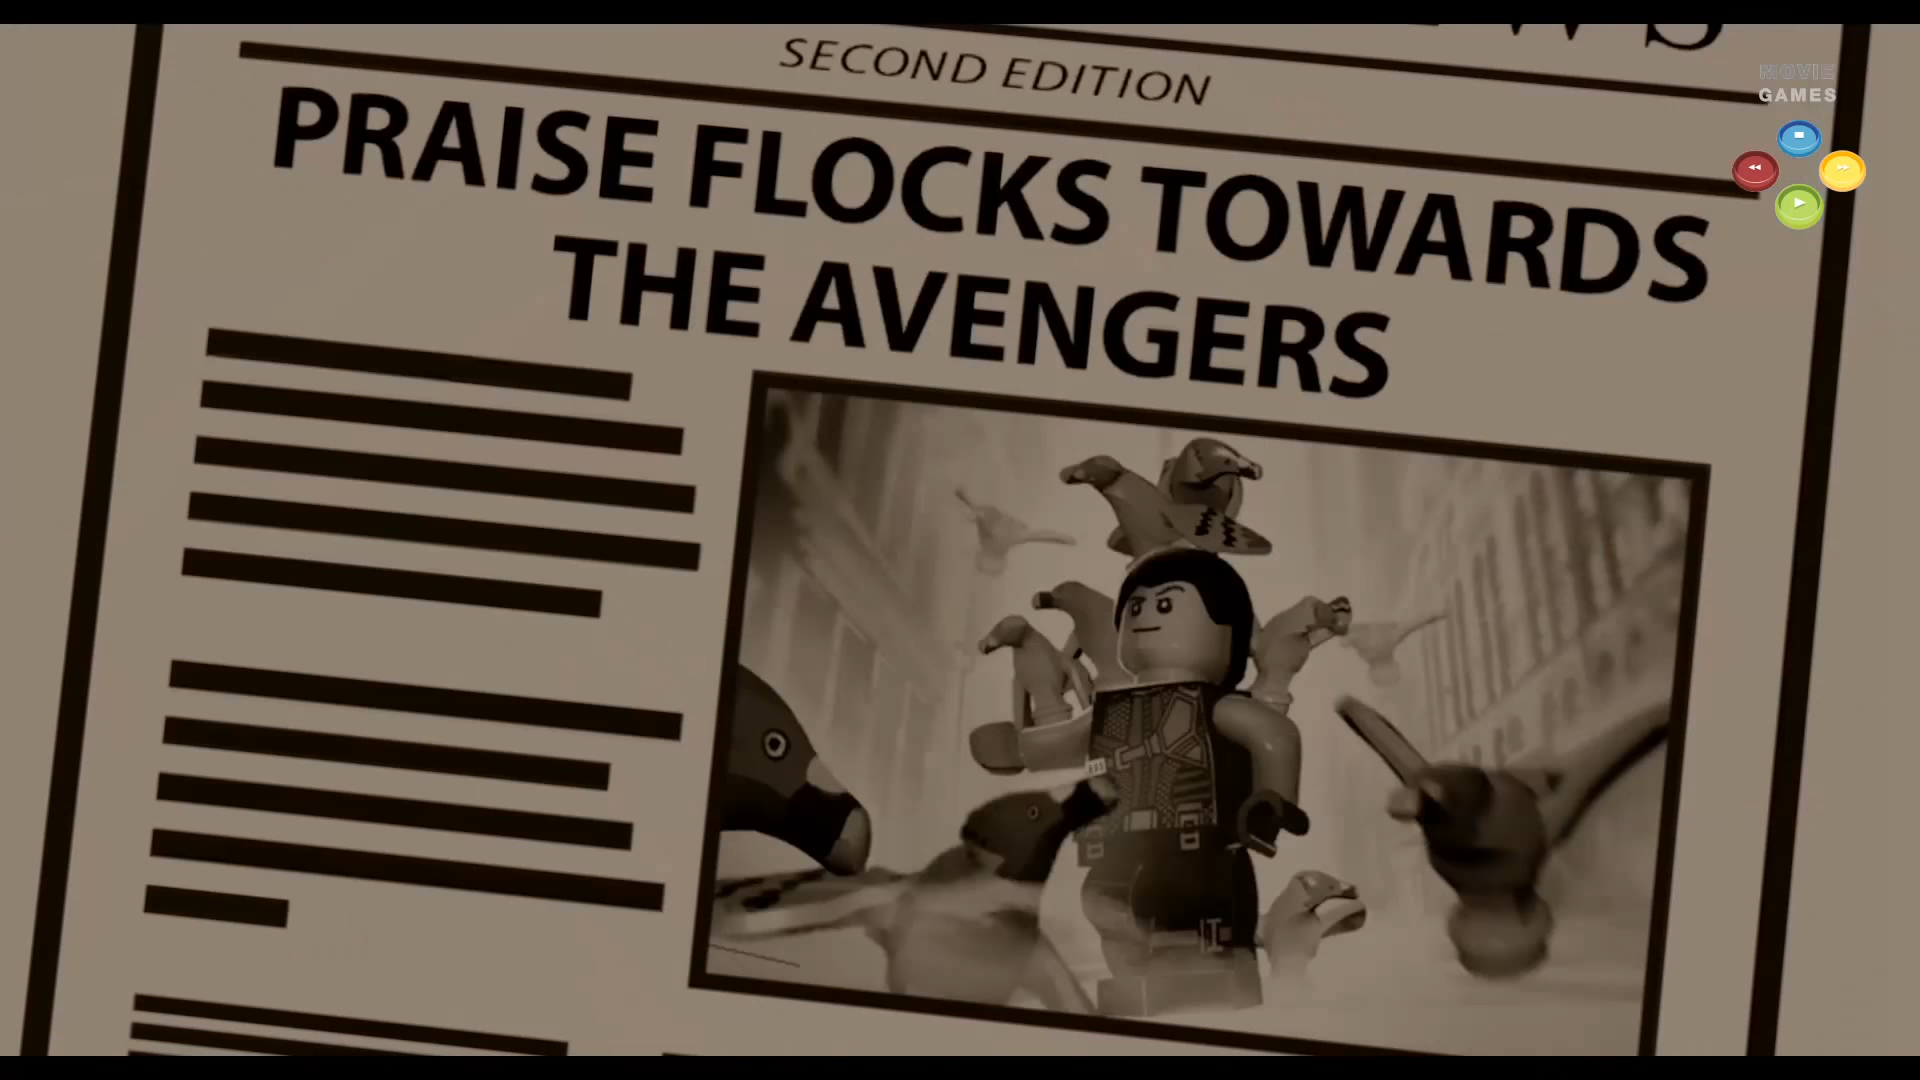 SECOND EDITION
MOVIE
GAMES
PRAISE FLOCKS TOWARDS
THE AVENGERS